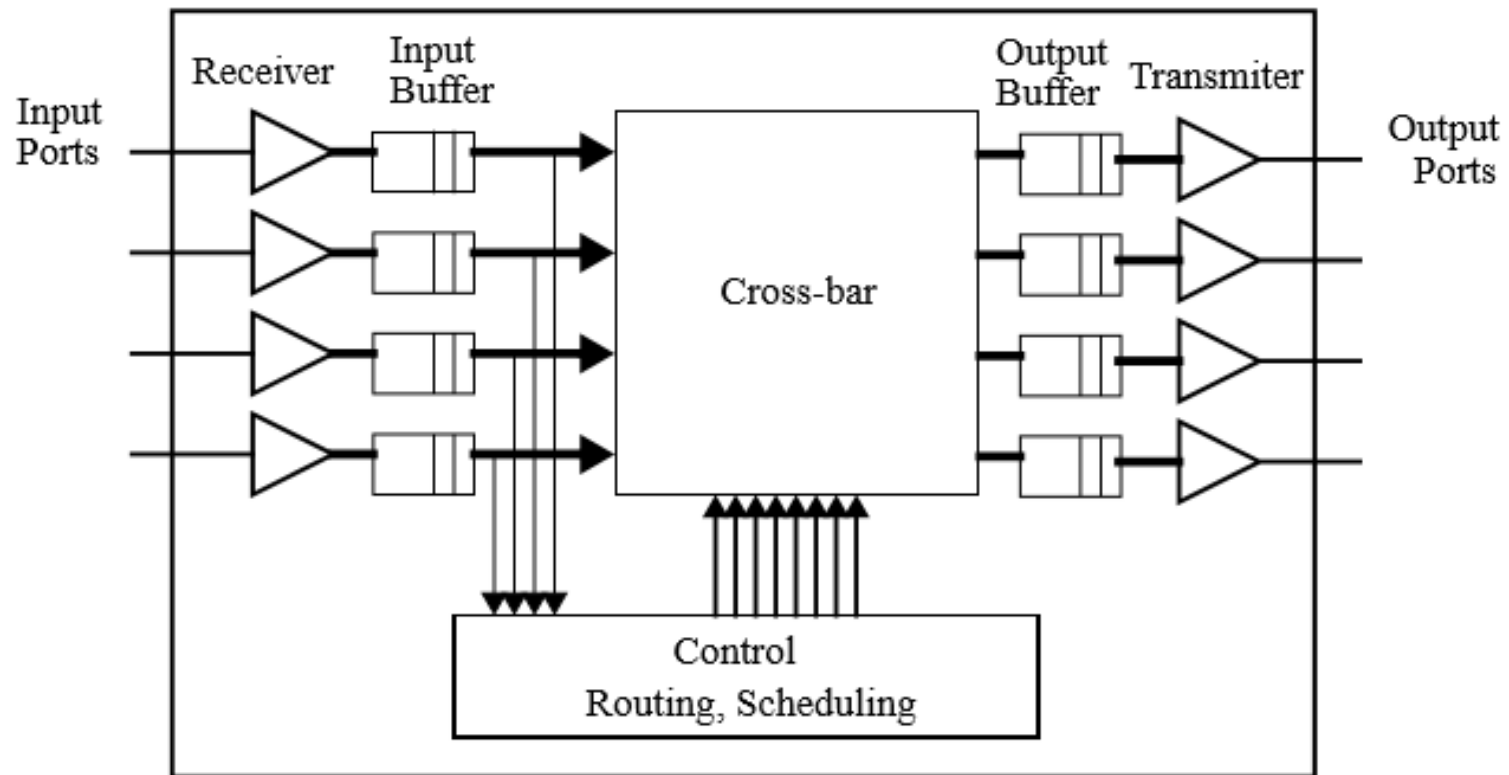 Input
Ports
Receiver
Input
Buffer
Output
Buffer
Transmiter
Output
Ports
Cross-bar
Control
Routing, Scheduling